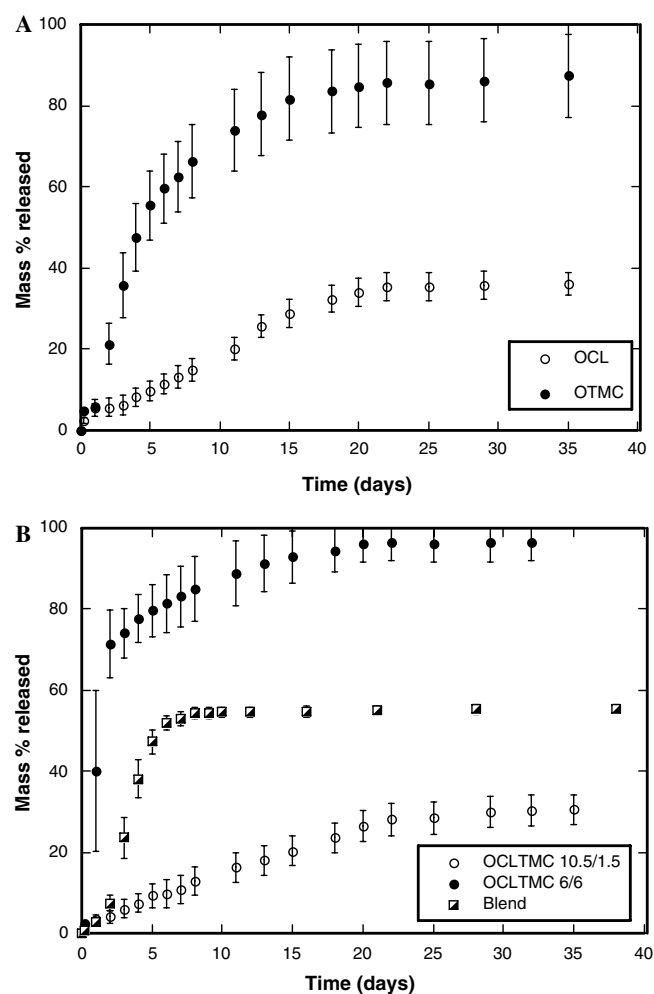 A
100
80
60
40
20
0
Mass % released
OCL
OTMC
0 5 10 15 20 25 30 35 40
Time (days)
B
100
80
60
40
20
0
Mass % released
OCLTMC 10.5/1.5
OCLTMC 6/6
Blend
0 5 10 15 20 25 30 35 40
Time (days)